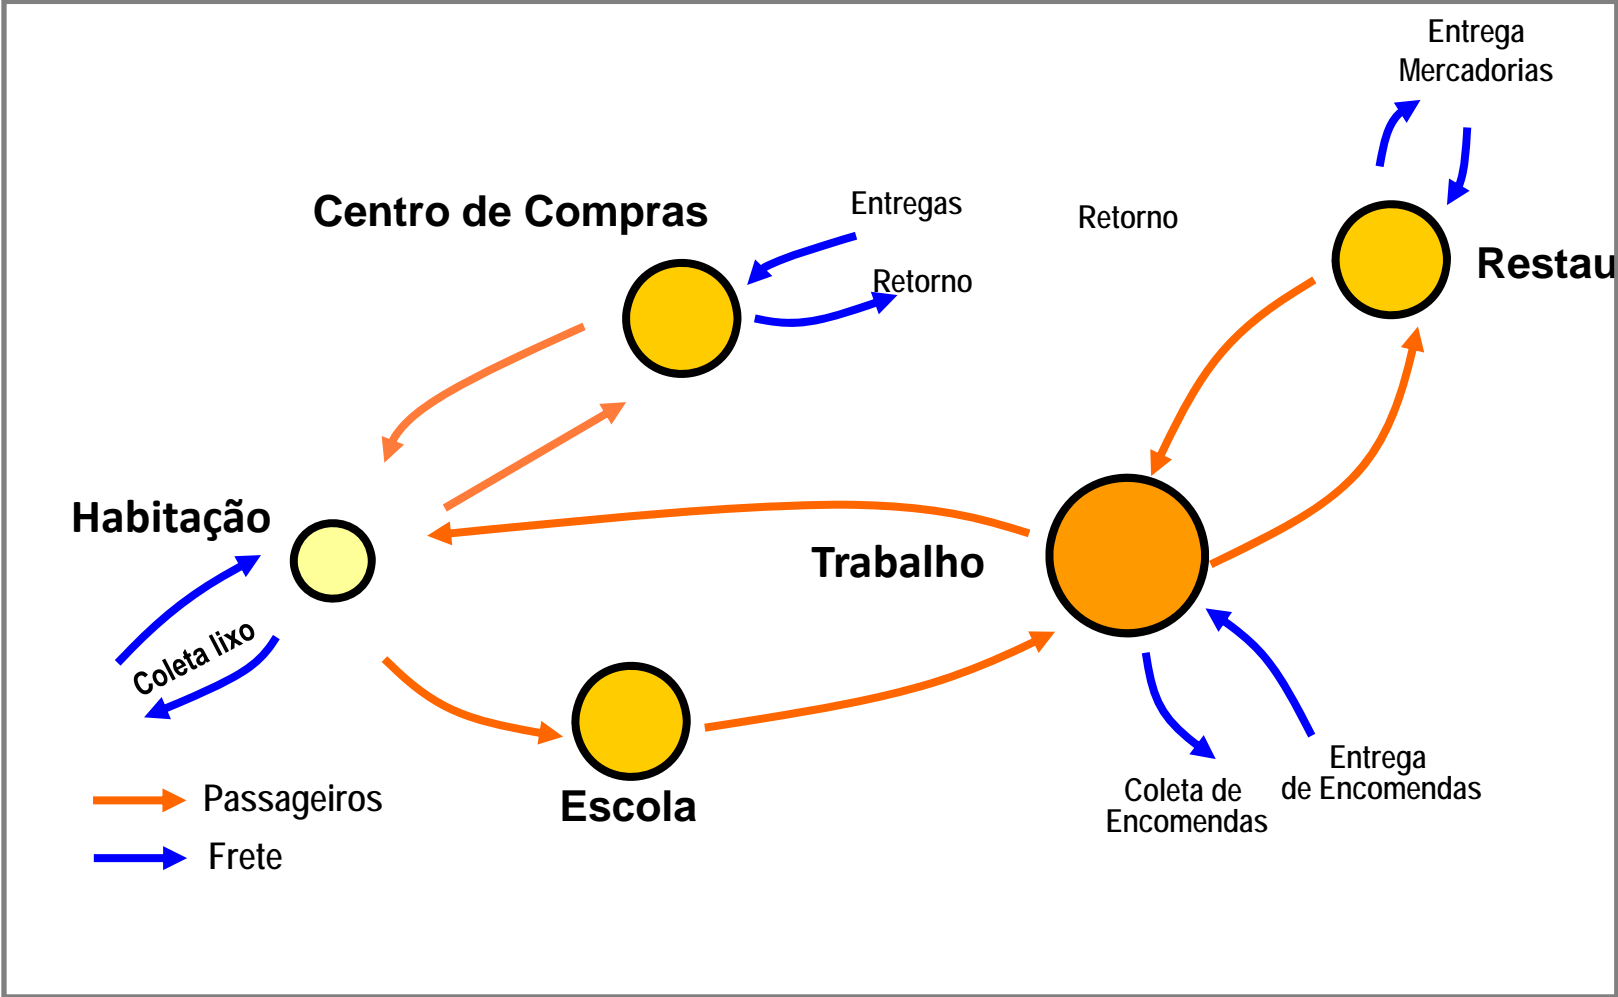 Entrega
Mercadorias
Centro de Compras
Entregas
Retorno
Restau
Retorno
Habitação
Trabalho
Coleta lixo
Entrega
de Encomendas
Coleta de
Encomendas
Passageiros
Escola
Frete